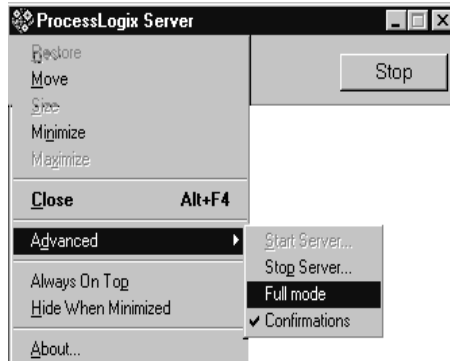 ProcessLogix Server
Restore
Move
Stop
Size
Minimize
Maximize
Close Alt+F4
Advanced
Start Server...
Stop Server...
Always On Top
Full mode
Hide When Minimized
Confirmations
About...